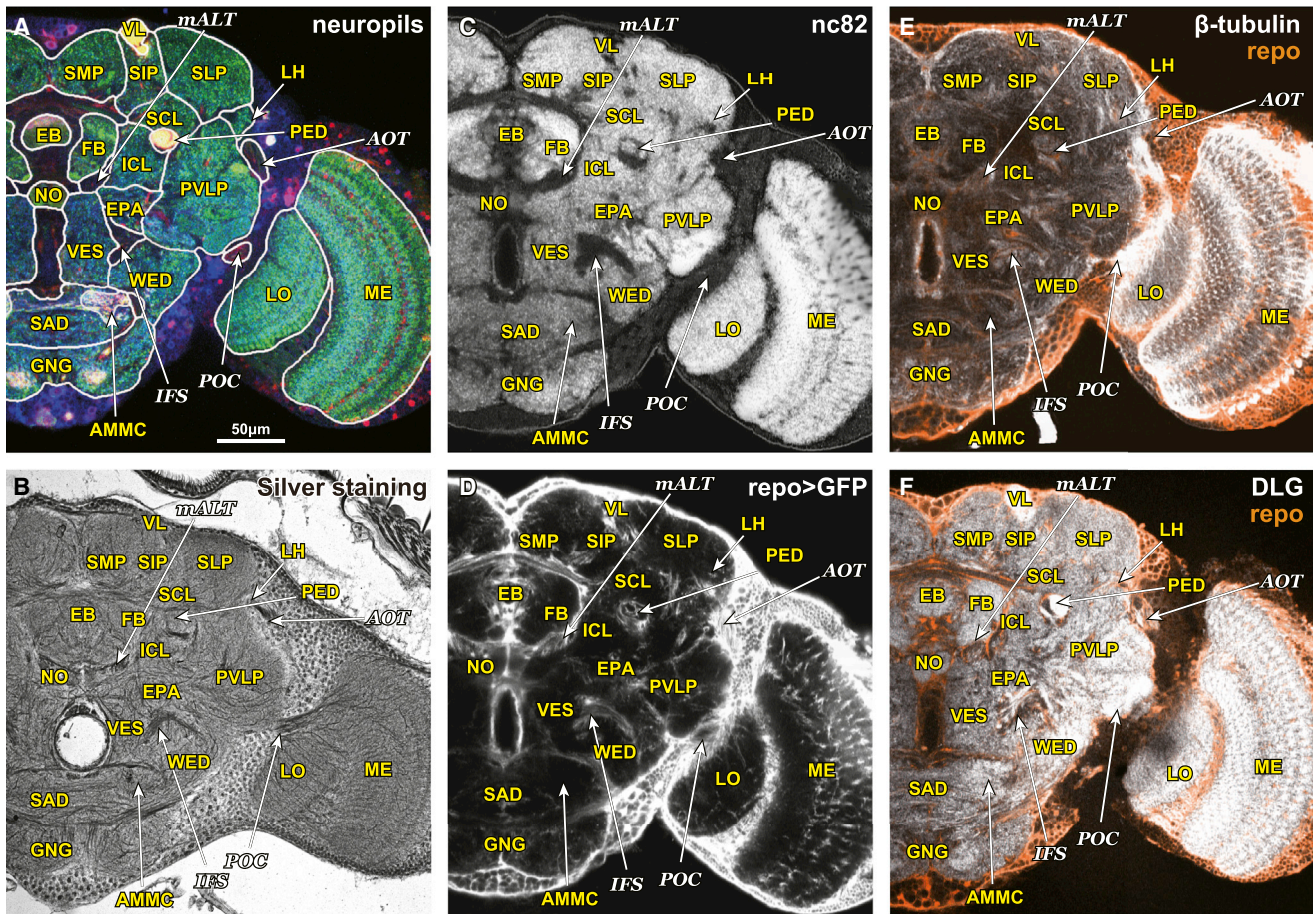 A neuropils
mALT
VL
SMP SIP SLP
LH
SCL
PED
EB FB
AOT
ICL
PVLP
NO
EPA
VES
WED
LO ME
SAD
GNG
POC
IFS
AMMC
50μm
B Silver staining
mALT
VL
LH
SMP SIP SLP
SCL
PED
EB FB
AOT
ICL
NO
EPA PVLP
VES
WED
LO ME
SAD
GNG
POC
IFS
AMMC
C nc82
mALT
VL
SMP SIP SLP
LH
SCL
PED
EB
FB
AOT
ICL
NO
EPA PVLP
VES
WED
SAD
LO ME
GNG
POC
IFS
AMMC
D repo>GFP
mALT
VL
LH
SMP SIP SLP
PED
SCL
EB
AOT
FB
ICL
NO
EPA
PVLP
VES
WED
ME
SAD LO
GNG
POC
IFS
AMMC
E β-tubulin
repo
mALT
VL
SMP SIP SLP
LH
PED
SCL
AOT
EB FB
ICL
NO
EPA PVLP
VES
WED LO
ME
SAD
GNG
POC
IFS
AMMC
F DLG
repo
mALT
VL
LH
SMP SIP SLP
SCL
PED
AOT
EB FB
ICL
PVLP
NO
EPA
VES
WED
LO ME
SAD
GNG
POC
IFS
AMMC